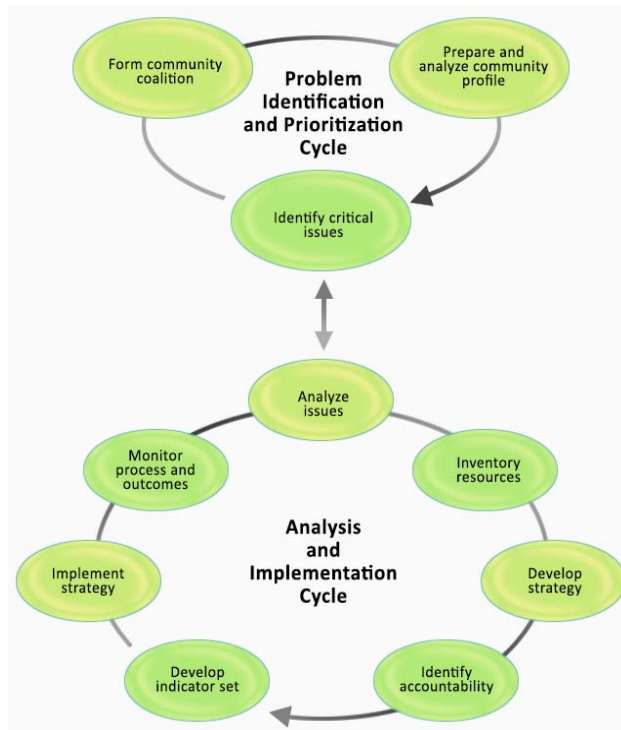 Form community
coalition
Prepare and
analyze community
profile
Problem
Identification
and Prioritization
Cycle
Identify critical
issues
Analyze
issues
Monitor
process and
outcomes
Inventory
resources
Analysis
and
Implementation
Cycle
Implement
strategy
Develop
strategy
Develop
indicator set
Identify
accountability